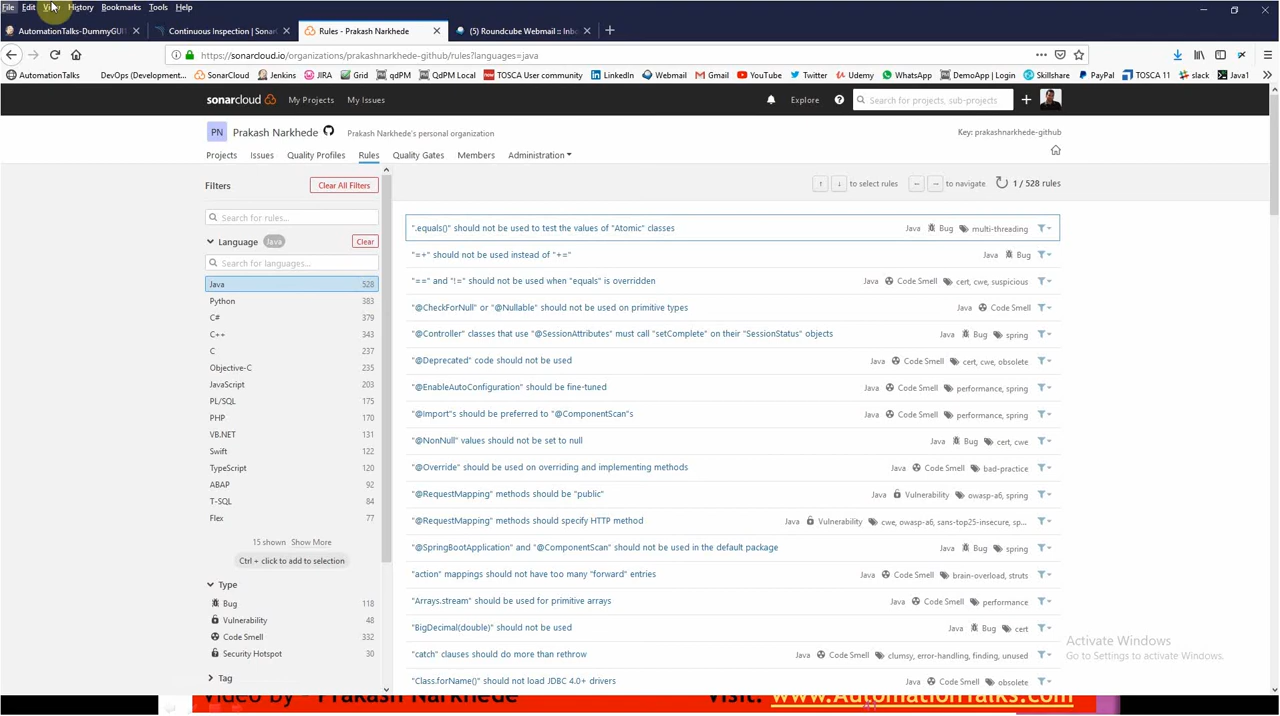 File Edit View History Bookmarks Tools Help
AutomationTalks-DummyGUI Continuous Inspection | Sonar Rules - Prakash Narkhede (5) Roundcube Webmail :: Inb
https://sonarcloud.io/organizations/prakashnarkhede-github/rules?languages=java
AutomationTalks DevOps (Development... SonarCloud Jenkins JIRA Grid qdPM QdPM Local TOSCA User community LinkedIn Webmail Gmail YouTube Twitter Udemy WhatsApp DemoApp | Login Skillshare PayPal TOSCA 11 slack Java1
sonarcloud My Projects My Issues Explore Search for projects, sub-projects
PN Prakash Narkhede Prakash Narkhede's personal organization Key: prakashnarkhede-github
Projects Issues Quality Profiles Rules Quality Gates Members Administration
Filters Clear All Filters
to select rules to navigate 1 / 528 rules
Search for rules...
Language Java Clear
Search for languages...
Java 528
Python 383
C# 379
C++ 343
C 237
Objective-C 235
JavaScript 203
PL/SQL 175
PHP 170
VB.NET 131
Swift 122
TypeScript 120
ABAP 92
T-SQL 84
Flex 77
15 shown Show More
Ctrl + click to add to selection
Type
Bug 118
Vulnerability 48
Code Smell 332
Security Hotspot 30
Tag
".equals()" should not be used to test the values of "Atomic" classes Java Bug multi-threading
"=+" should not be used instead of "+=" Java Bug
"==" and "!=" should not be used when "equals" is overridden Java Code Smell cert, cwe, suspicious
"@CheckForNull" or "@Nullable" should not be used on primitive types Java Code Smell
"@Controller" classes that use "@SessionAttributes" must call "setComplete" on their "SessionStatus" objects Java Bug spring
"@Deprecated" code should not be used Java Code Smell cert, cwe, obsolete
"@EnableAutoConfiguration" should be fine-tuned Java Code Smell performance, spring
"@Import"s should be preferred to "@ComponentScan"s Java Code Smell performance, spring
"@NonNull" values should not be set to null Java Bug cert, cwe
"@Override" should be used on overriding and implementing methods Java Code Smell bad-practice
"@RequestMapping" methods should be "public" Java Vulnerability owasp-a6, spring
"@RequestMapping" methods should specify HTTP method Java Vulnerability cwe, owasp-a6, sans-top25-insecure, sp...
"@SpringBootApplication" and "@ComponentScan" should not be used in the default package Java Bug spring
"action" mappings should not have too many "forward" entries Java Code Smell brain-overload, struts
"Arrays.stream" should be used for primitive arrays Java Code Smell performance
"BigDecimal(double)" should not be used Java Bug cert
"catch" clauses should do more than rethrow Java Code Smell clumsy, error-handling, finding, unused
"Class.forName()" should not load JDBC 4.0+ drivers Java Code Smell obsolete
Activate Windows
Go to Settings to activate Windows.
Video by - Prakash Narkhede Visit: www.AutomationTalks.com